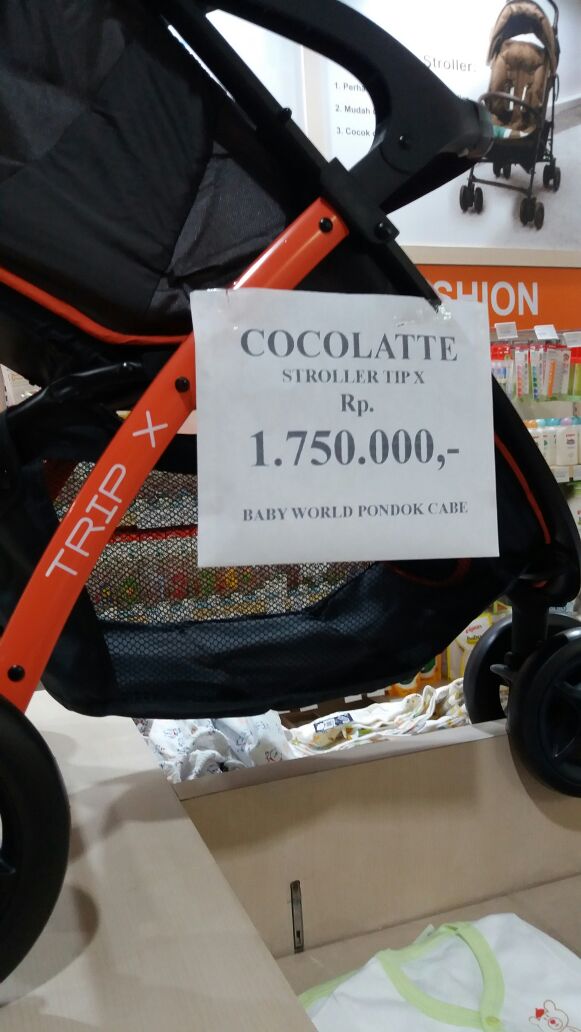 Stroller:
1. Perha
2. Mudah
3. Cocok
SHION
COCOLATTE
STROLLER TIP X
Rp.
1.750.000,-
BABY WORLD PONDOK CABE
TRIP X